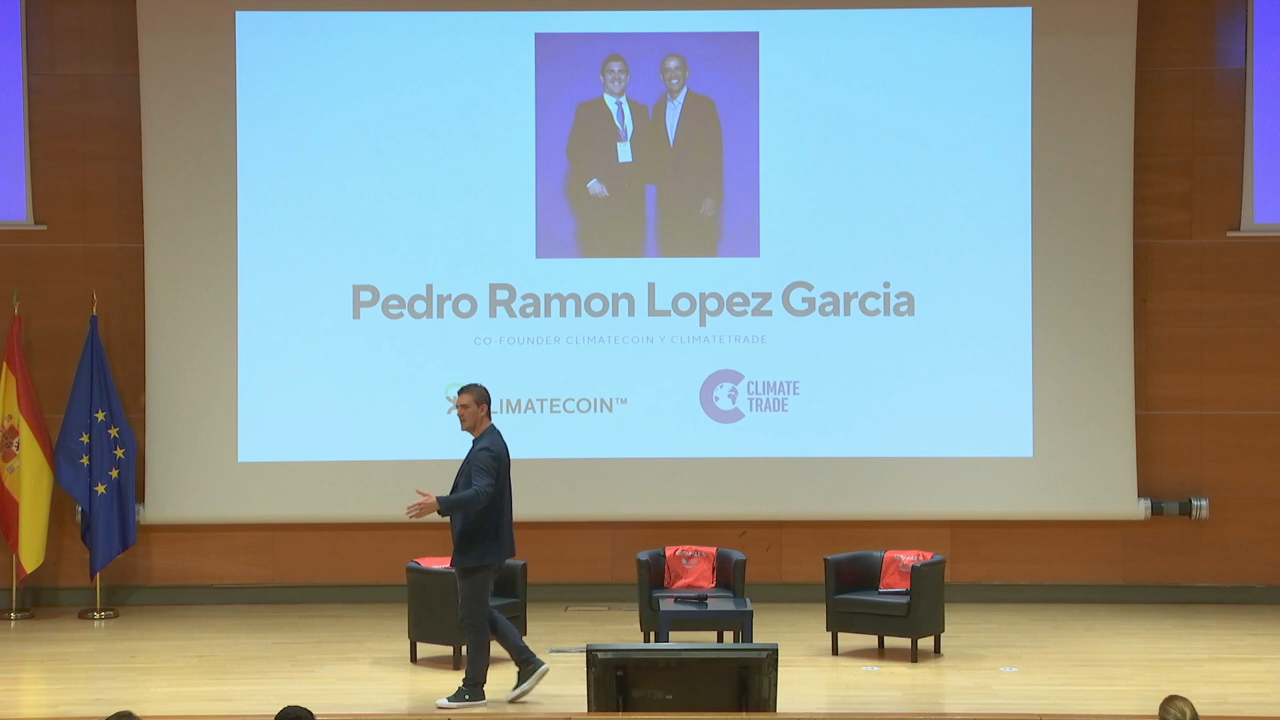 Pedro Ramon Lopez Garcia
CO-FOUNDER CLIMATECOIN Y CLIMATETRADE
LIMATECOIN™
CLIMATE
TRADE